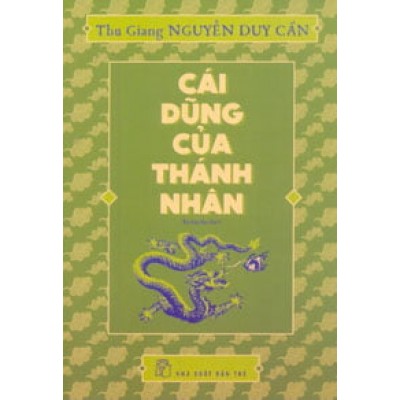 Thu Giang NGUYỄN DUY CẦN
CÁI
DŨNG
CỦA
THÁNH
NHÂN
NHÀ XUẤT BẢN TRẺ